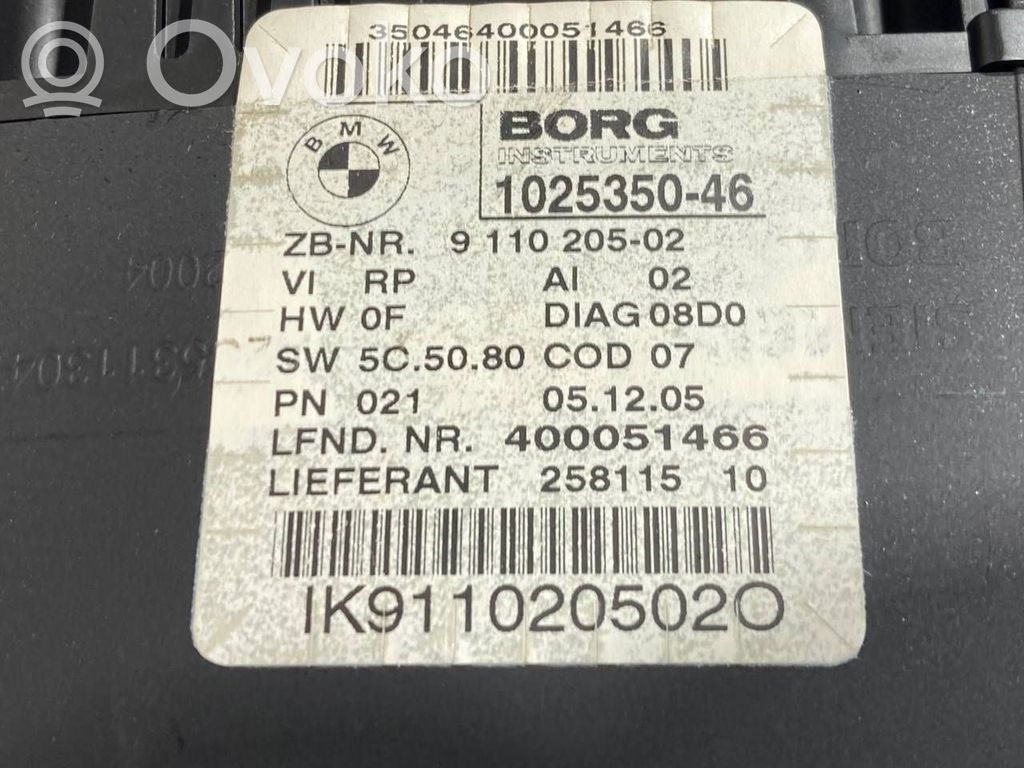 35046400051466
Ovoko
BMW
BORG
INSTRUMENTS
1025350-46
ZB-NR. 9 110 205-02
VI RP AI 02
HW 0F DIAG 08D0
SW 5C.50.80 COD 07
PN 021 05.12.05
LFND. NR. 400051466
LIEFERANT 258115 10
IK9110205020
2004